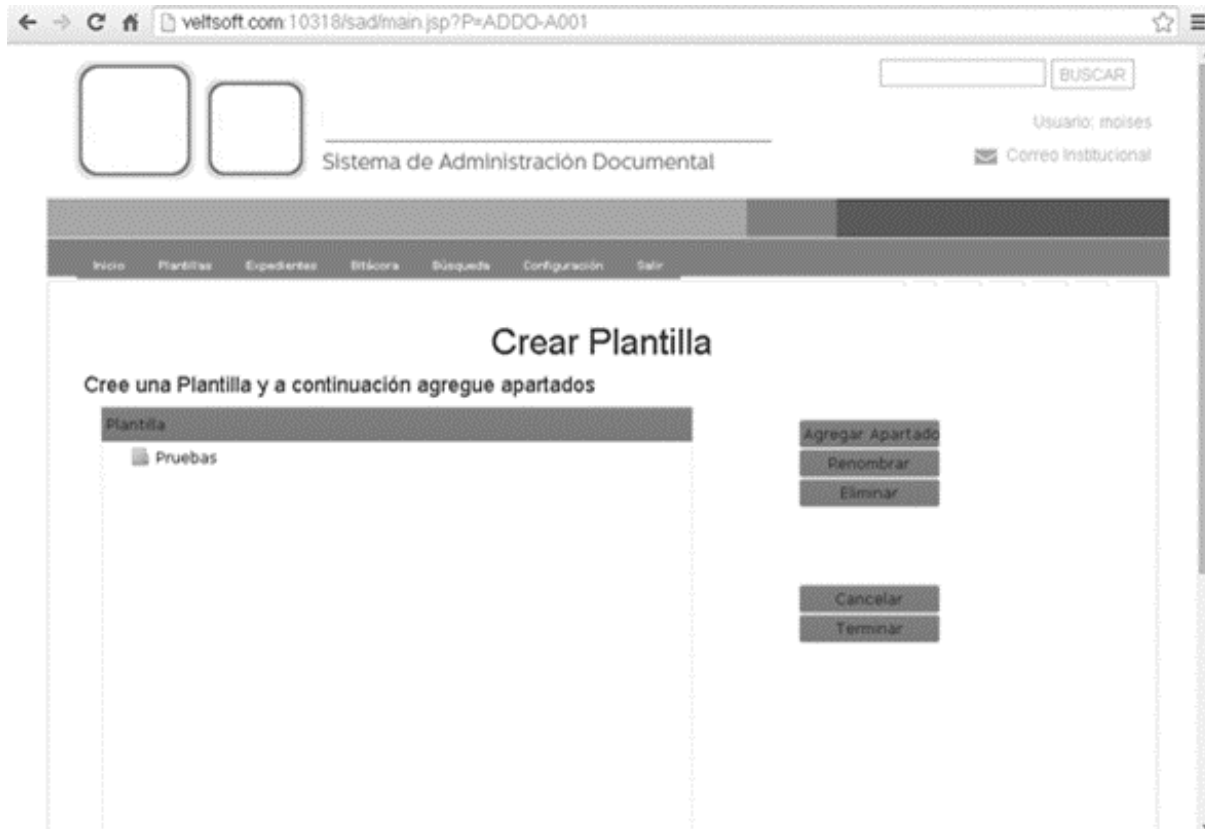 veltsoft.com:10318/sad/main.jsp?P=ADDO-A001
BUSCAR
Usuario: moises
Correo Institucional
Sistema de Administración Documental
Inicio Plantillas Expedientes Bitácora Búsqueda Configuración Salir
Crear Plantilla
Cree una Plantilla y a continuación agregue apartados
Plantilla
Pruebas
Agregar Apartado
Renombrar
Eliminar
Cancelar
Terminar